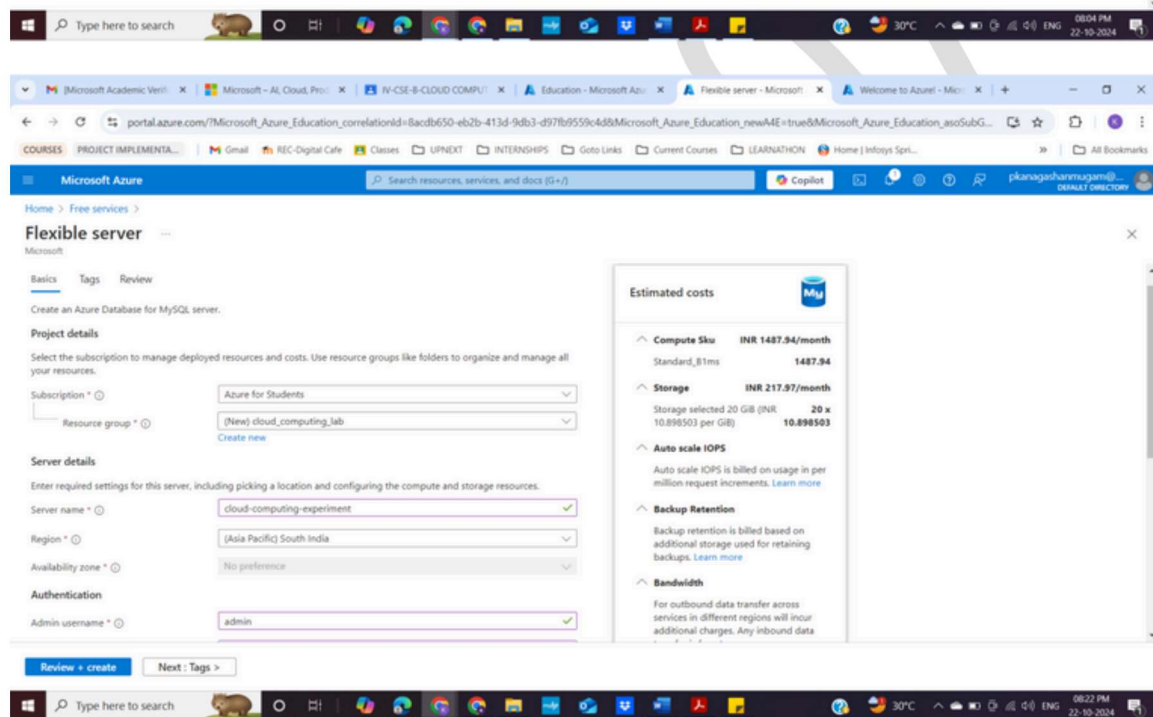 Type here to search
30°C
ENG
08:04 PM
22-10-2024
[Microsoft Academic Verifi
Microsoft – AI, Cloud, Prod
IV-CSE-B-CLOUD COMPUT
Education - Microsoft Azu
Flexible server - Microsoft
Welcome to Azure! - Micr
portal.azure.com/?Microsoft_Azure_Education_correlationId=8acdb650-eb2b-413d-9db3-d97fb9559c4d&Microsoft_Azure_Education_newA4E=true&Microsoft_Azure_Education_asoSubG...
COURSES
PROJECT IMPLEMENTA...
Gmail
REC-Digital Cafe
Classes
UPNEXT
INTERNSHIPS
Goto Links
Current Courses
LEARNATHON
Home | Infosys Spri...
»
All Bookmarks
Microsoft Azure
Search resources, services, and docs (G+/)
Copilot
pkanagashanmugam@...
DEFAULT DIRECTORY
Home > Free services >
Flexible server ...
Microsoft
Basics Tags Review
Create an Azure Database for MySQL server.
Project details
Select the subscription to manage deployed resources and costs. Use resource groups like folders to organize and manage all
your resources.
Subscription *
Azure for Students
Resource group *
(New) cloud_computing_lab
Create new
Server details
Enter required settings for this server, including picking a location and configuring the compute and storage resources.
Server name *
cloud-computing-experiment
Region *
(Asia Pacific) South India
Availability zone *
No preference
Authentication
Admin username *
admin
Review + create
Next : Tags >
Estimated costs
My
Compute Sku INR 1487.94/month
Standard_B1ms 1487.94
Storage INR 217.97/month
Storage selected 20 GiB (INR 20 x
10.898503 per GiB) 10.898503
Auto scale IOPS
Auto scale IOPS is billed on usage in per
million request increments. Learn more
Backup Retention
Backup retention is billed based on
additional storage used for retaining
backups. Learn more
Bandwidth
For outbound data transfer across
services in different regions will incur
additional charges. Any inbound data
Type here to search
30°C
ENG
08:22 PM
22-10-2024